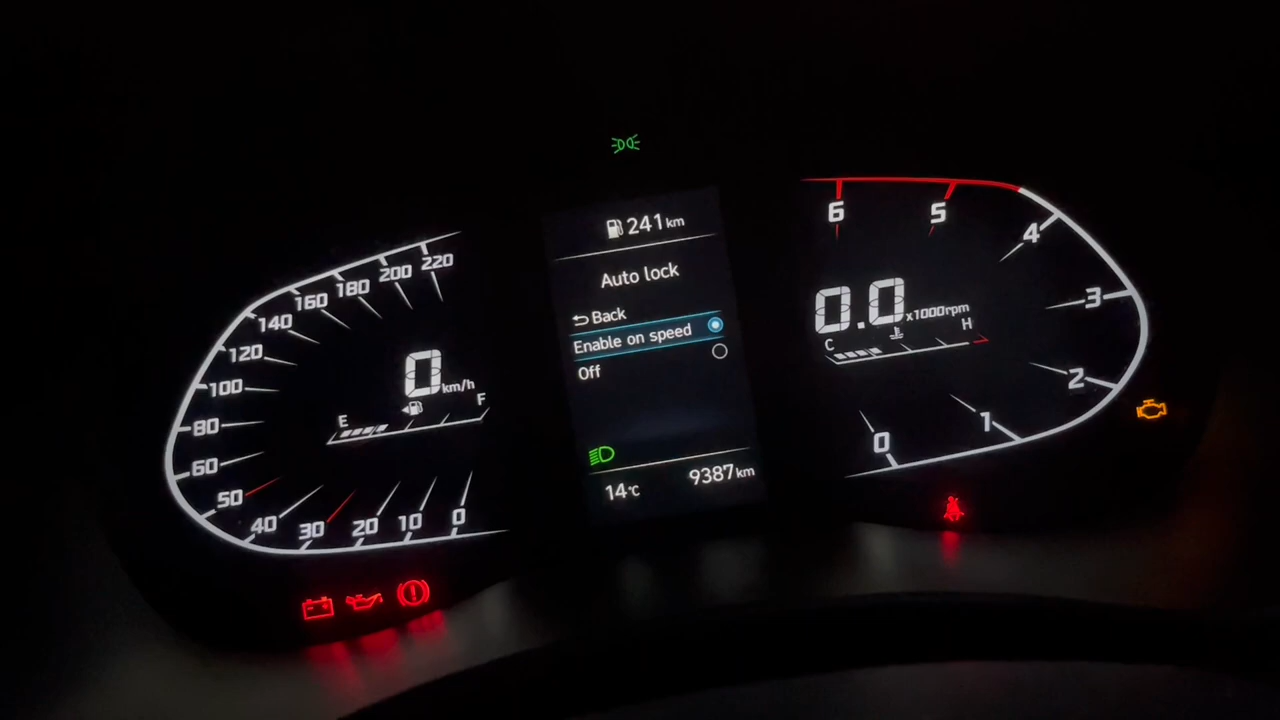 220
200
180
160
140
120
100
80
60
50
40
30
20
10
0
0 km/h
E F
241 km
Auto lock
Back
Enable on speed
Off
14°C 9387 km
6
5
4
3
2
1
0
0.0 x1000rpm
C H